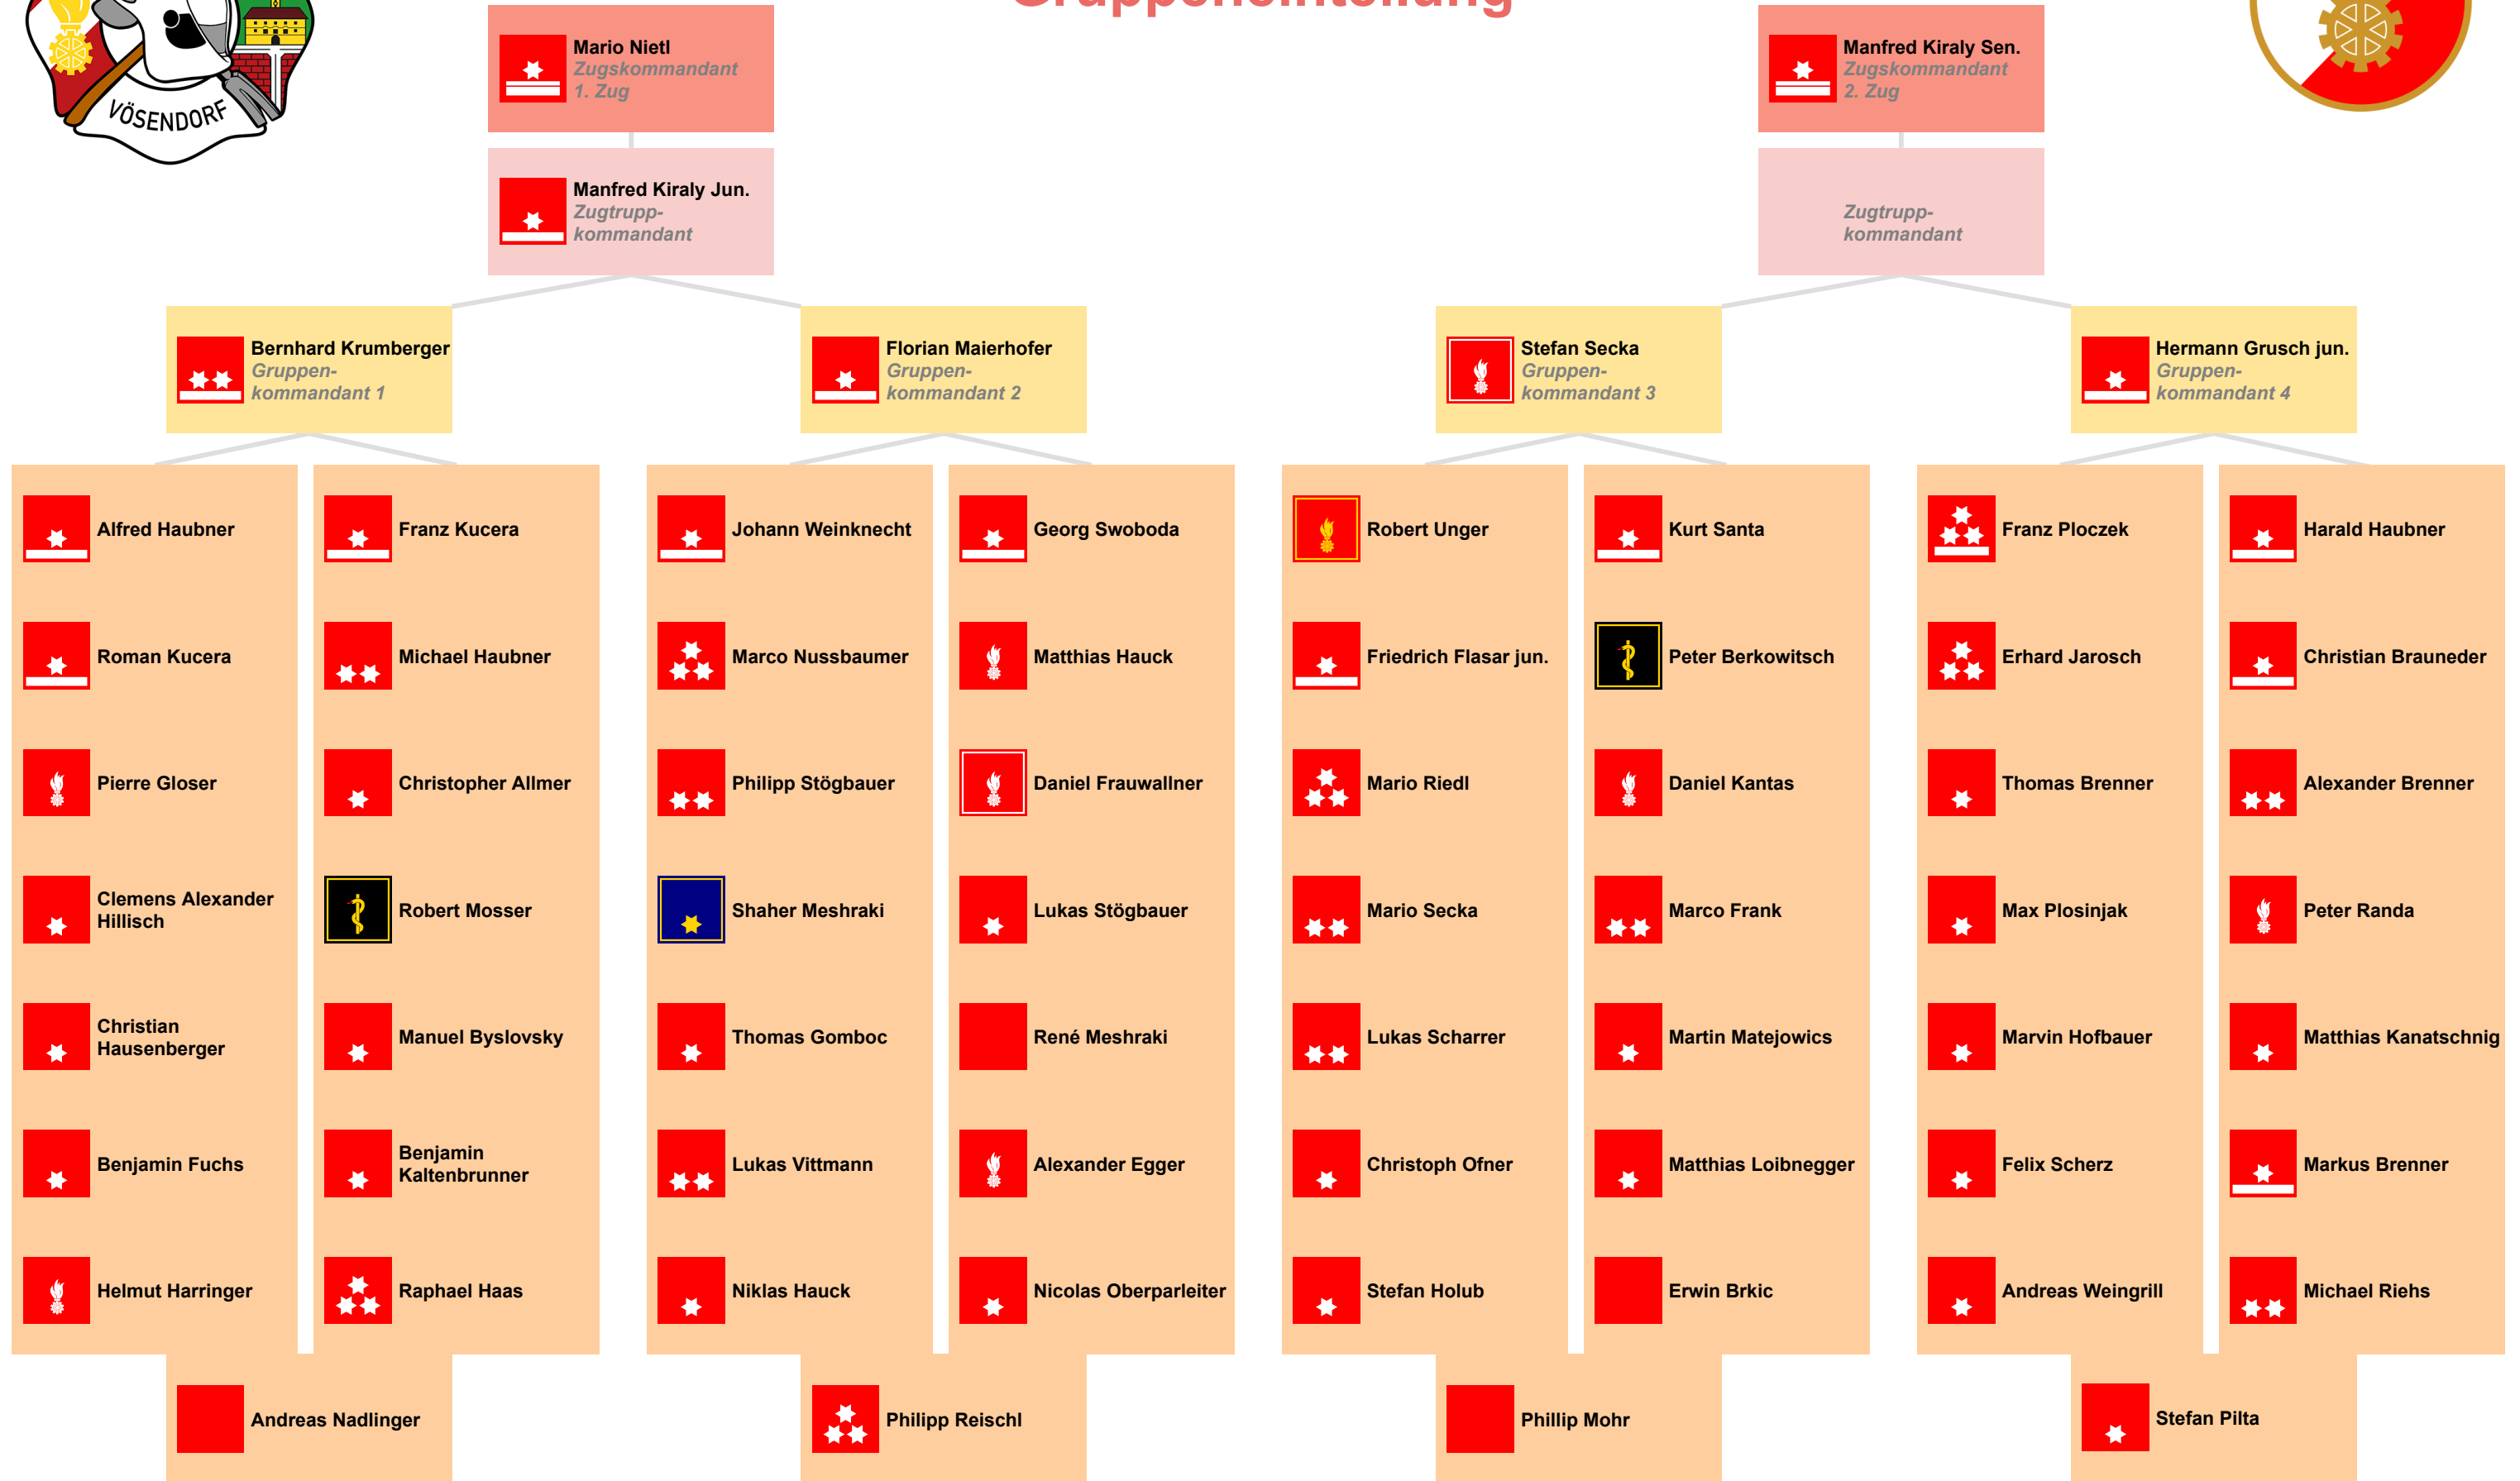 Gruppeneinteilung
VÖSENDORF
Mario Nietl
Zugskommandant
1. Zug
Manfred Kiraly Sen.
Zugskommandant
2. Zug
Manfred Kiraly Jun.
Zugtrupp-
kommandant
Zugtrupp-
kommandant
Bernhard Krumberger
Gruppen-
kommandant 1
Florian Maierhofer
Gruppen-
kommandant 2
Stefan Secka
Gruppen-
kommandant 3
Hermann Grusch jun.
Gruppen-
kommandant 4
Alfred Haubner
Roman Kucera
Pierre Gloser
Clemens Alexander
Hillisch
Christian
Hausenberger
Benjamin Fuchs
Helmut Harringer
Franz Kucera
Michael Haubner
Christopher Allmer
Robert Mosser
Manuel Byslovsky
Benjamin
Kaltenbrunner
Raphael Haas
Andreas Nadlinger
Johann Weinknecht
Marco Nussbaumer
Philipp Stögbauer
Shaher Meshraki
Thomas Gomboc
Lukas Vittmann
Niklas Hauck
Georg Swoboda
Matthias Hauck
Daniel Frauwallner
Lukas Stögbauer
René Meshraki
Alexander Egger
Nicolas Oberparleiter
Philipp Reischl
Robert Unger
Friedrich Flasar jun.
Mario Riedl
Mario Secka
Lukas Scharrer
Christoph Ofner
Stefan Holub
Kurt Santa
Peter Berkowitsch
Daniel Kantas
Marco Frank
Martin Matejowics
Matthias Loibnegger
Erwin Brkic
Phillip Mohr
Franz Ploczek
Erhard Jarosch
Thomas Brenner
Max Plosinjak
Marvin Hofbauer
Felix Scherz
Andreas Weingrill
Harald Haubner
Christian Brauneder
Alexander Brenner
Peter Randa
Matthias Kanatschnig
Markus Brenner
Michael Riehs
Stefan Pilta